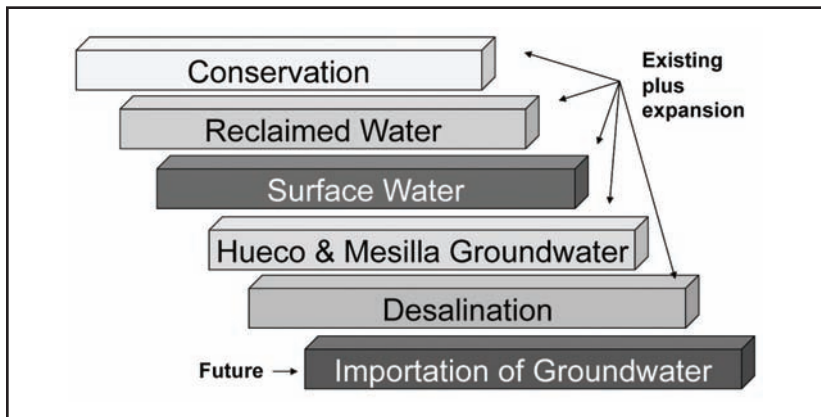 Conservation
Existing
plus
expansion
Reclaimed Water
Surface Water
Hueco & Mesilla Groundwater
Desalination
Future
Importation of Groundwater